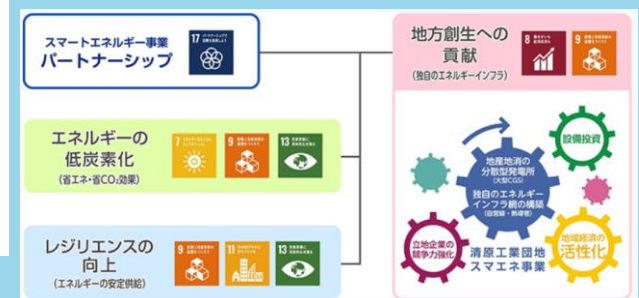 スマートエネルギー事業
パートナーシップ
17
エネルギーの
低炭素化
(省エネ・省CO₂効果)
7
9
13
レジリエンスの
向上
(エネルギーの安定供給)
9
11
13
地方創生への
貢献
(独自のエネルギーインフラ)
8
9
設備投資
地産地消の
分散型発電所
(大型CGS)
独自のエネルギー
インフラ網の構築
(自営線・熱導管)
立地企業の
競争力強化
清原工業団地
スマエネ事業
地域経済の
活性化